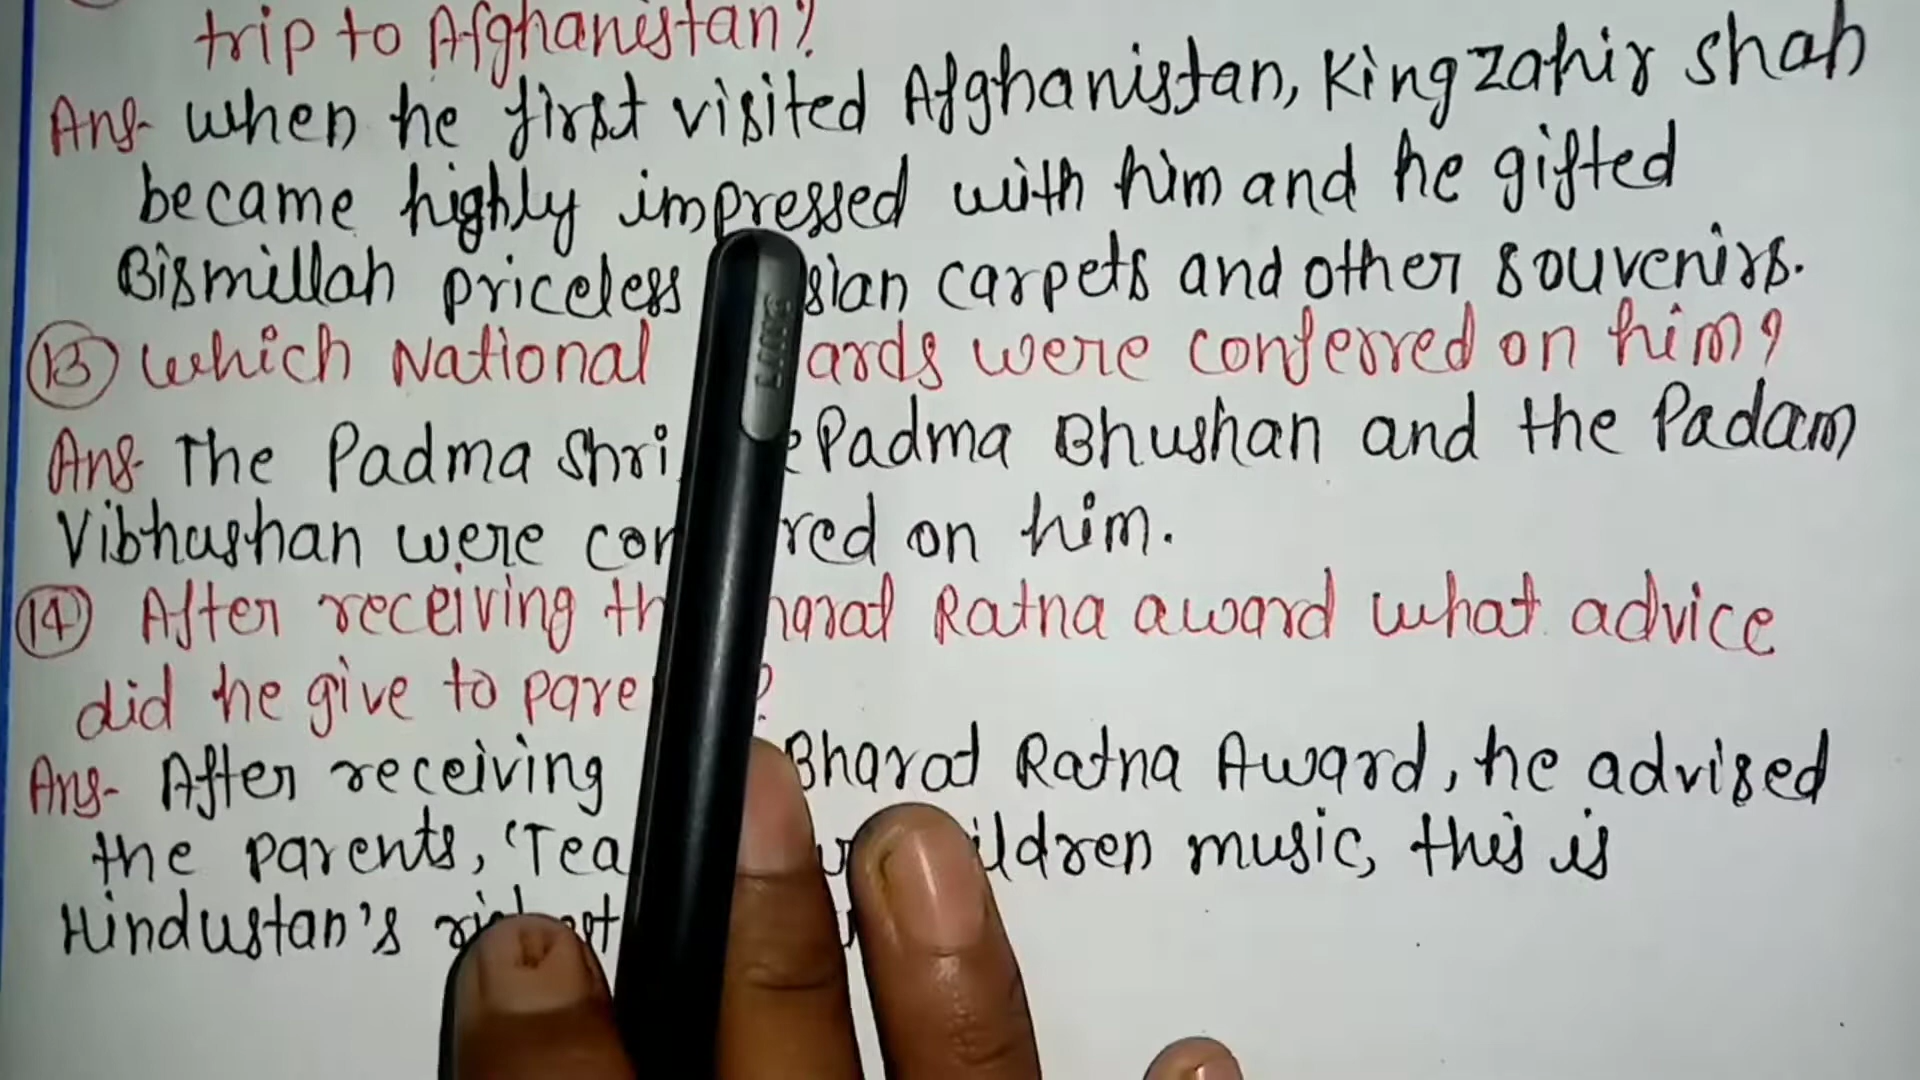 trip to Afghanistan?
Ans- When he first visited Afghanistan, King Zahir Shah
became highly impressed with him and he gifted
Bismillah priceless sian carpets and other souvenirs.
13 Which National ards were conferred on him?
Ans- The Padma Shri, e Padma Bhushan and the Padam
Vibhushan were con red on him.
14 After receiving th harat Ratna award what advice
did he give to pare ?
Ans- After receiving Bharat Ratna Award, he advised
the parents, 'Tea ildren music, this is
Hindustan's